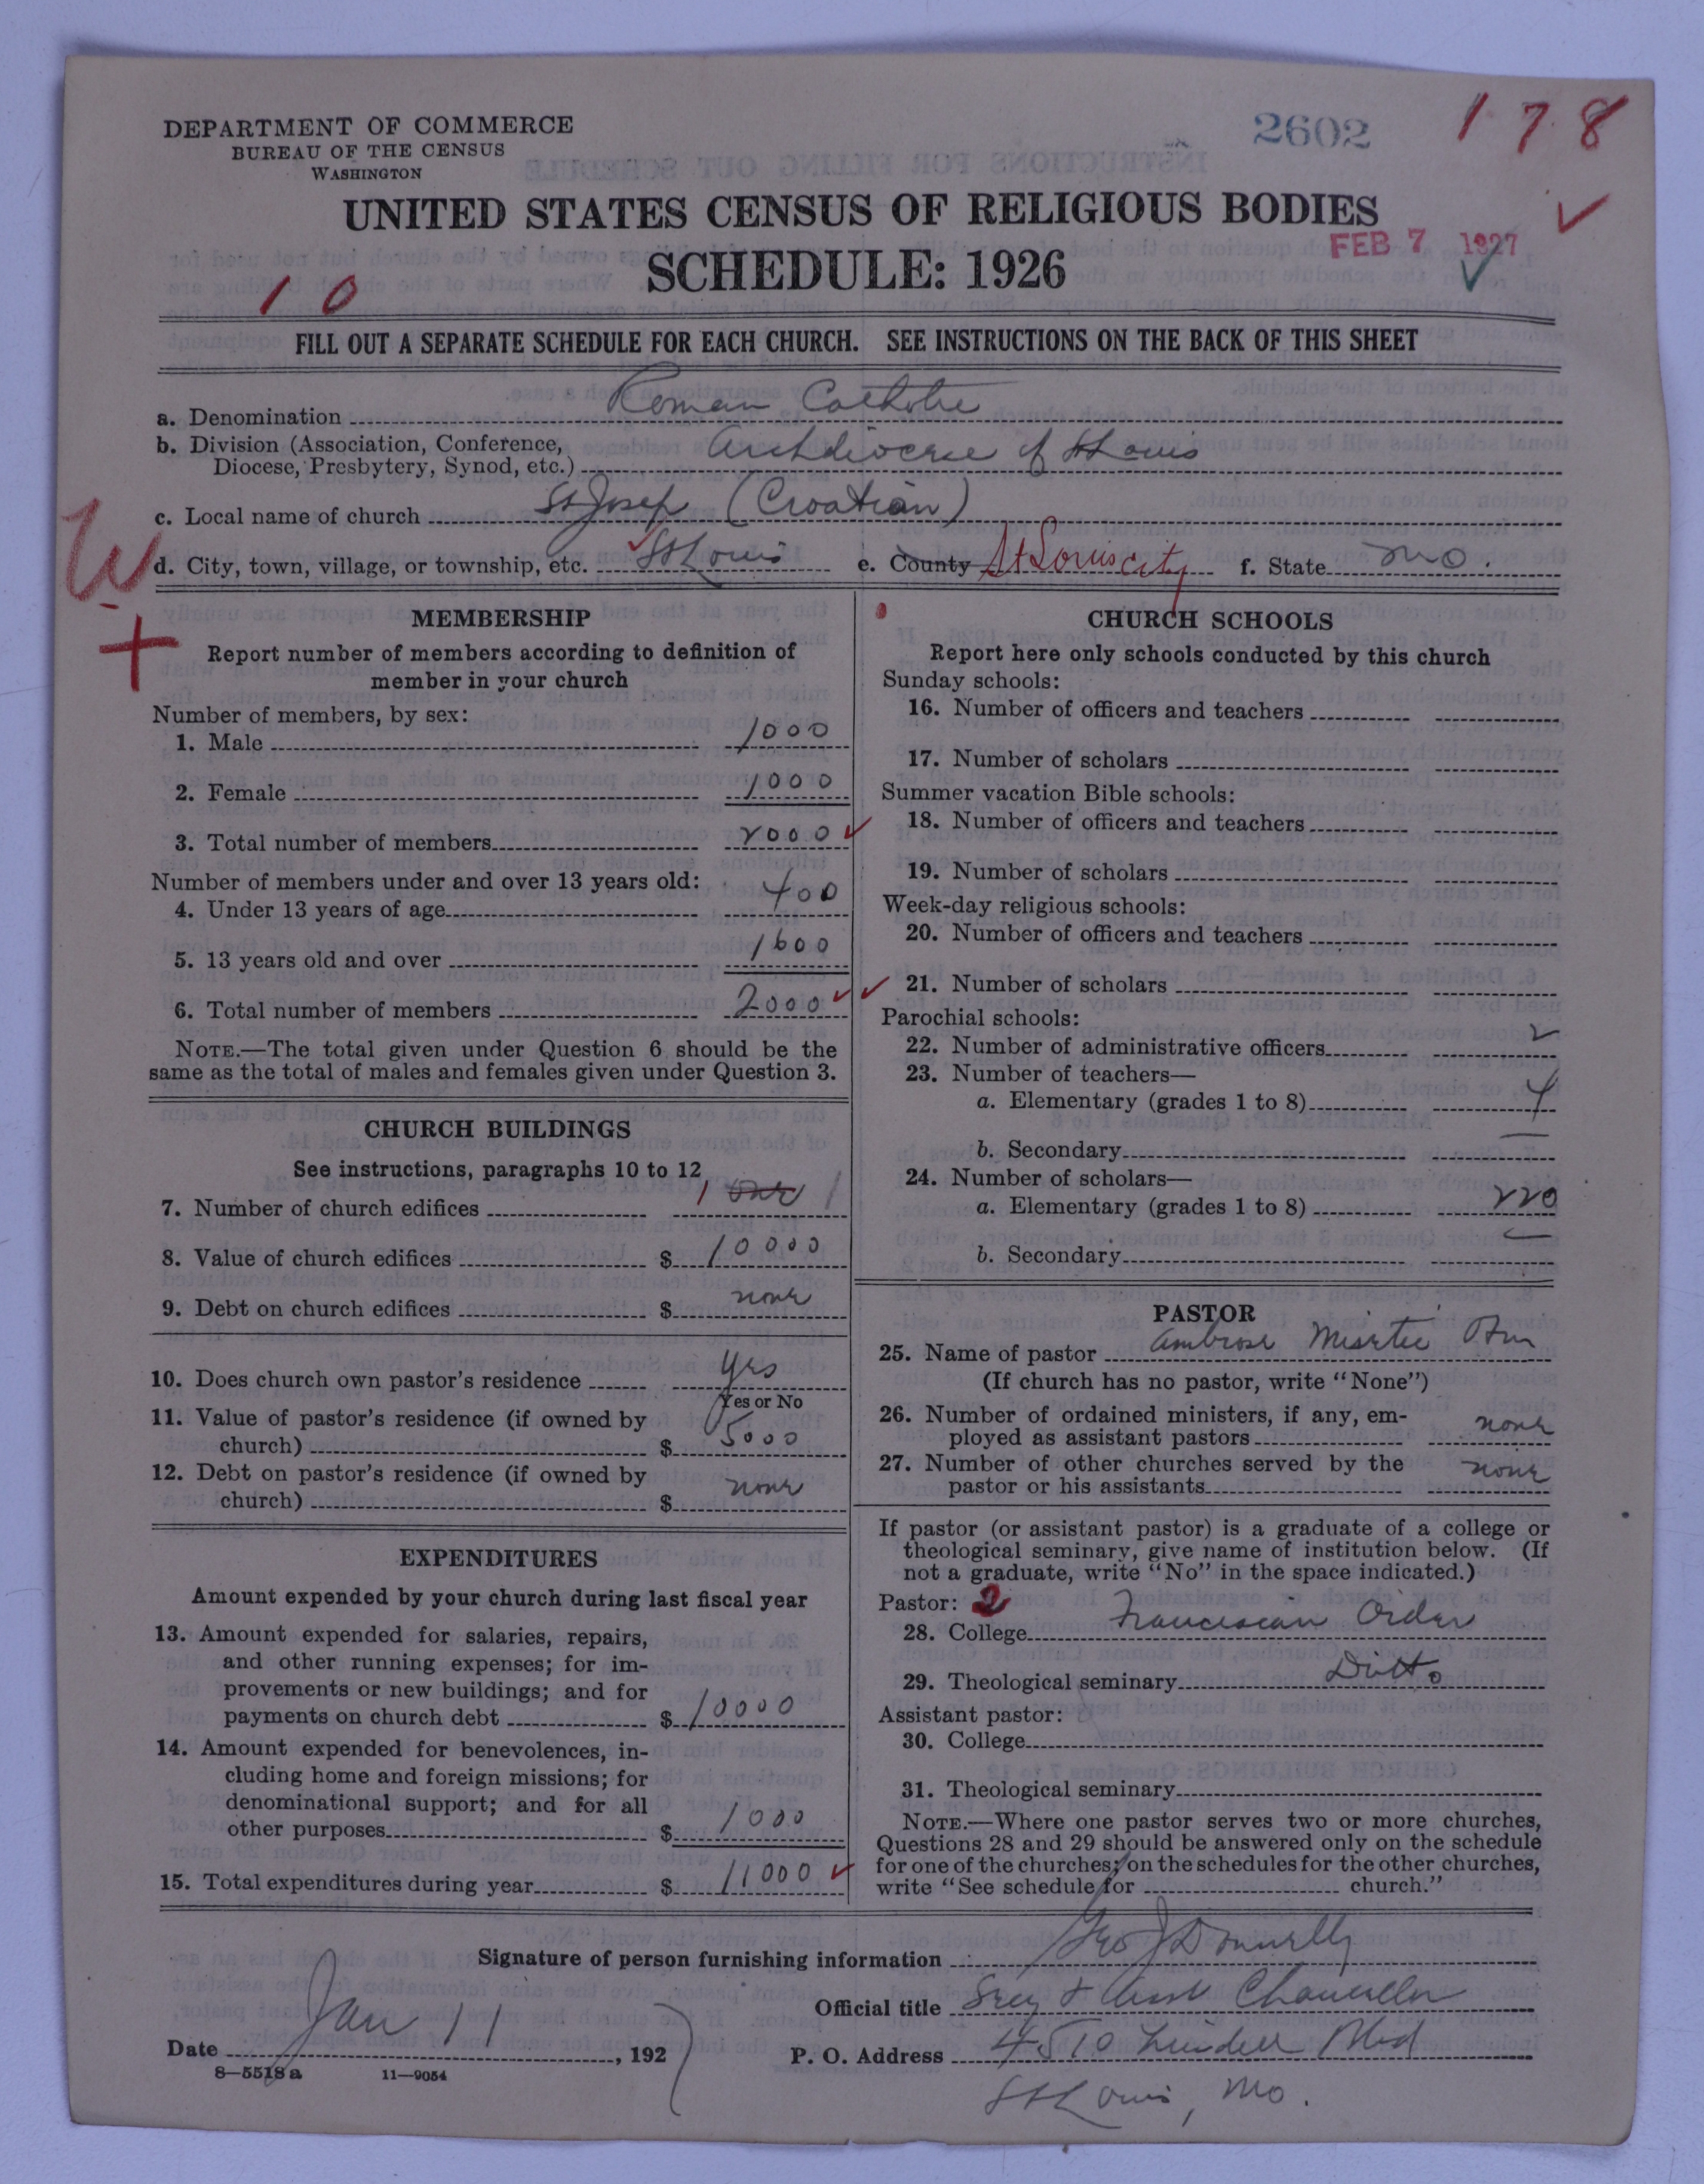 DEPARTMENT OF COMMERCE
BUREAU OF THE CENSUS
WASHINGTON
2602
178
UNITED STATES CENSUS OF RELIGIOUS BODIES
SCHEDULE: 1926
FEB 7 1927
10
FILL OUT A SEPARATE SCHEDULE FOR EACH CHURCH. SEE INSTRUCTIONS ON THE BACK OF THIS SHEET
a. Denomination Roman Catholic
b. Division (Association, Conference,
Diocese, Presbytery, Synod, etc.) Archdiocese of St Louis
c. Local name of church St Josep (Croatian)
W
d. City, town, village, or township, etc. St Louis e. County St Louis city f. State Mo.
+
MEMBERSHIP
Report number of members according to definition of
member in your church
Number of members, by sex:
1. Male 1000
2. Female 1000
3. Total number of members 2000
Number of members under and over 13 years old:
4. Under 13 years of age 400
5. 13 years old and over 1600
6. Total number of members 2000
NOTE.—The total given under Question 6 should be the
same as the total of males and females given under Question 3.
CHURCH BUILDINGS
See instructions, paragraphs 10 to 12
7. Number of church edifices 1 one 1
8. Value of church edifices $ 10000
9. Debt on church edifices $ none
10. Does church own pastor's residence yes
Yes or No
11. Value of pastor's residence (if owned by
church) $ 5000
12. Debt on pastor's residence (if owned by
church) $ none
EXPENDITURES
Amount expended by your church during last fiscal year
13. Amount expended for salaries, repairs,
and other running expenses; for im-
provements or new buildings; and for
payments on church debt $ 10000
14. Amount expended for benevolences, in-
cluding home and foreign missions; for
denominational support; and for all
other purposes $ 1000
15. Total expenditures during year $ 11000
CHURCH SCHOOLS
Report here only schools conducted by this church
Sunday schools:
16. Number of officers and teachers
17. Number of scholars
Summer vacation Bible schools:
18. Number of officers and teachers
19. Number of scholars
Week-day religious schools:
20. Number of officers and teachers
21. Number of scholars
Parochial schools:
22. Number of administrative officers 2
23. Number of teachers—
a. Elementary (grades 1 to 8) 4
b. Secondary —
24. Number of scholars—
a. Elementary (grades 1 to 8) 220
b. Secondary —
PASTOR
25. Name of pastor Ambrose
(If church has no pastor, write "None")
26. Number of ordained ministers, if any, em-
ployed as assistant pastors none
27. Number of other churches served by the
pastor or his assistants none
If pastor (or assistant pastor) is a graduate of a college or
theological seminary, give name of institution below. (If
not a graduate, write "No" in the space indicated.)
Pastor: 2
28. College Franciscan Order
29. Theological seminary Ditto
Assistant pastor:
30. College
31. Theological seminary
NOTE.—Where one pastor serves two or more churches,
Questions 28 and 29 should be answered only on the schedule
for one of the churches; on the schedules for the other churches,
write "See schedule for church."
Signature of person furnishing information Geo J Donnelly
Official title Secy & Asst Chancellor
Date Jan 11, 1927
P. O. Address 4510 Lindell Blvd
St Louis, Mo.
8—5518 a 11—9054